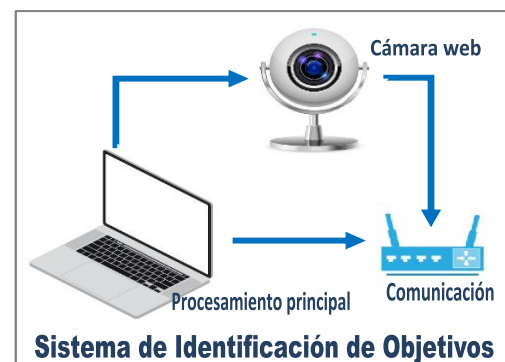 Cámara web
Procesamiento principal
Comunicación
Sistema de Identificación de Objetivos